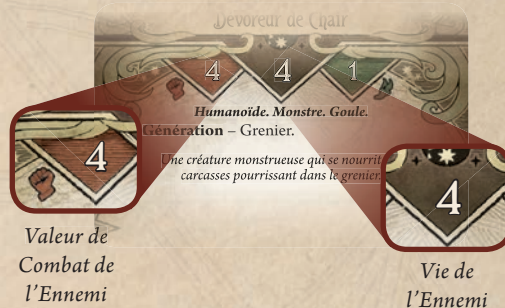 Dévoreur de Chair
4 4 1
Humanoïde. Monstre. Goule.
Génération – Grenier.
Une créature monstrueuse qui se nourrit
carcasses pourrissant dans le grenier.
4
4
Valeur de
Combat de
l'Ennemi
Vie de
l'Ennemi